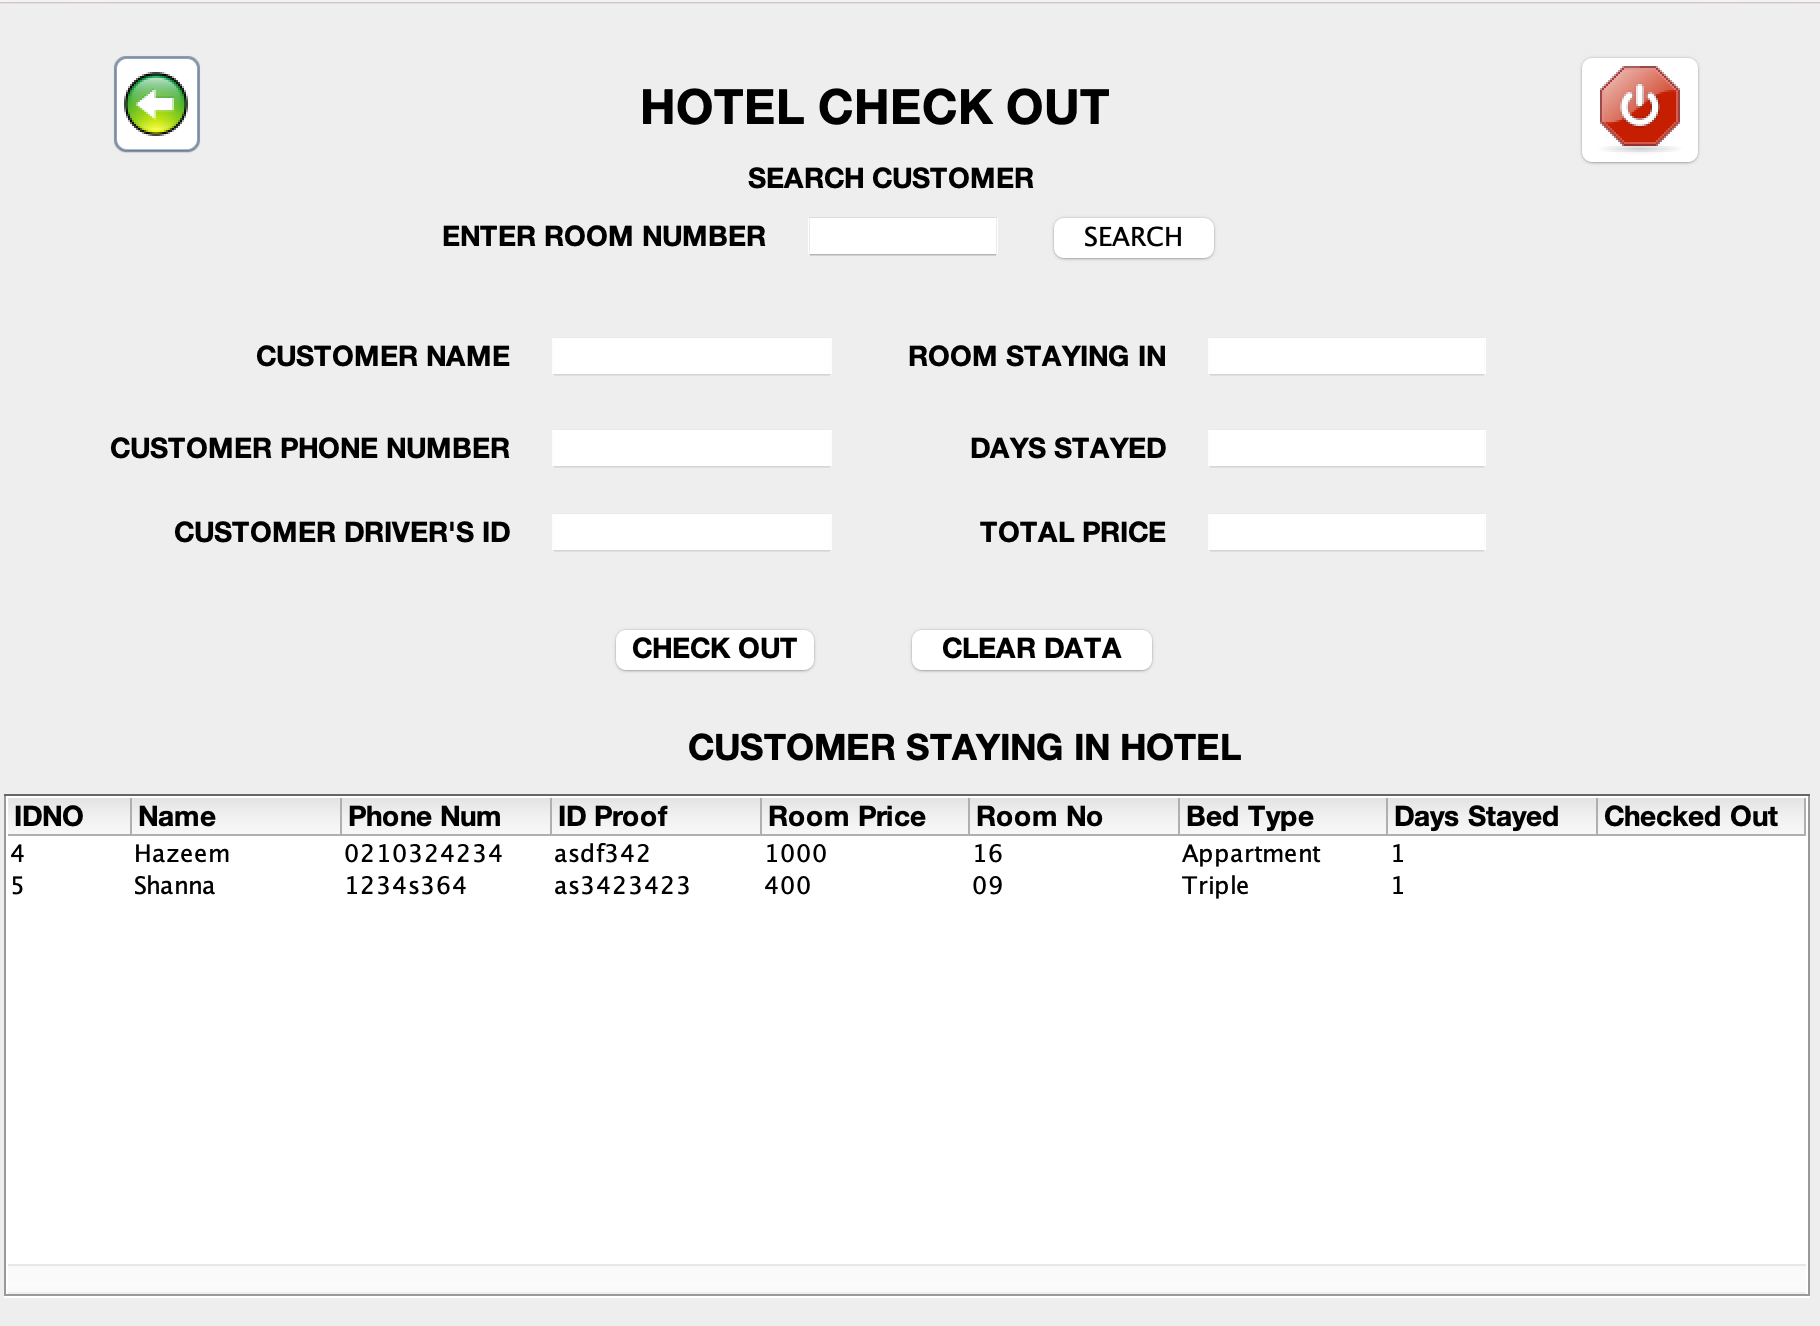 HOTEL CHECK OUT
SEARCH CUSTOMER
ENTER ROOM NUMBER SEARCH
CUSTOMER NAME ROOM STAYING IN
CUSTOMER PHONE NUMBER DAYS STAYED
CUSTOMER DRIVER'S ID TOTAL PRICE
CHECK OUT CLEAR DATA
CUSTOMER STAYING IN HOTEL
IDNO Name Phone Num ID Proof Room Price Room No Bed Type Days Stayed Checked Out
4 Hazeem 0210324234 asdf342 1000 16 Appartment 1
5 Shanna 1234s364 as3423423 400 09 Triple 1